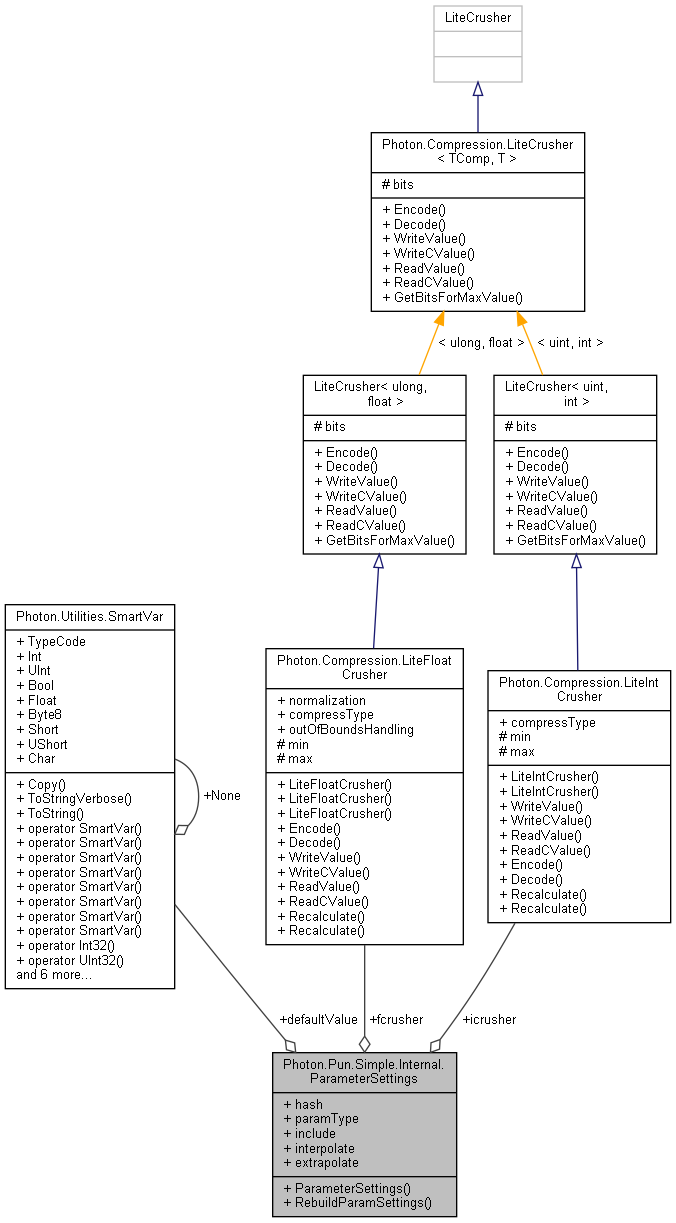 LiteCrusher
Photon.Compression.LiteCrusher
< TComp, T >
# bits
+ Encode()
+ Decode()
+ WriteValue()
+ WriteCValue()
+ ReadValue()
+ ReadCValue()
+ GetBitsForMaxValue()
< ulong, float >
< uint, int >
LiteCrusher< ulong,
float >
# bits
+ Encode()
+ Decode()
+ WriteValue()
+ WriteCValue()
+ ReadValue()
+ ReadCValue()
+ GetBitsForMaxValue()
LiteCrusher< uint,
int >
# bits
+ Encode()
+ Decode()
+ WriteValue()
+ WriteCValue()
+ ReadValue()
+ ReadCValue()
+ GetBitsForMaxValue()
Photon.Utilities.SmartVar
+ TypeCode
+ Int
+ UInt
+ Bool
+ Float
+ Byte8
+ Short
+ UShort
+ Char
+ Copy()
+ ToStringVerbose()
+ ToString()
+ operator SmartVar()
+ operator SmartVar()
+ operator SmartVar()
+ operator SmartVar()
+ operator SmartVar()
+ operator SmartVar()
+ operator SmartVar()
+ operator SmartVar()
+ operator Int32()
+ operator UInt32()
and 6 more...
+None
Photon.Compression.LiteFloat
Crusher
+ normalization
+ compressType
+ outOfBoundsHandling
# min
# max
+ LiteFloatCrusher()
+ LiteFloatCrusher()
+ LiteFloatCrusher()
+ Encode()
+ Decode()
+ WriteValue()
+ WriteCValue()
+ ReadValue()
+ ReadCValue()
+ Recalculate()
+ Recalculate()
Photon.Compression.LiteInt
Crusher
+ compressType
# min
# max
+ LiteIntCrusher()
+ LiteIntCrusher()
+ WriteValue()
+ WriteCValue()
+ ReadValue()
+ ReadCValue()
+ Encode()
+ Decode()
+ Recalculate()
+ Recalculate()
+defaultValue
+fcrusher
+icrusher
Photon.Pun.Simple.Internal.
ParameterSettings
+ hash
+ paramType
+ include
+ interpolate
+ extrapolate
+ ParameterSettings()
+ RebuildParamSettings()